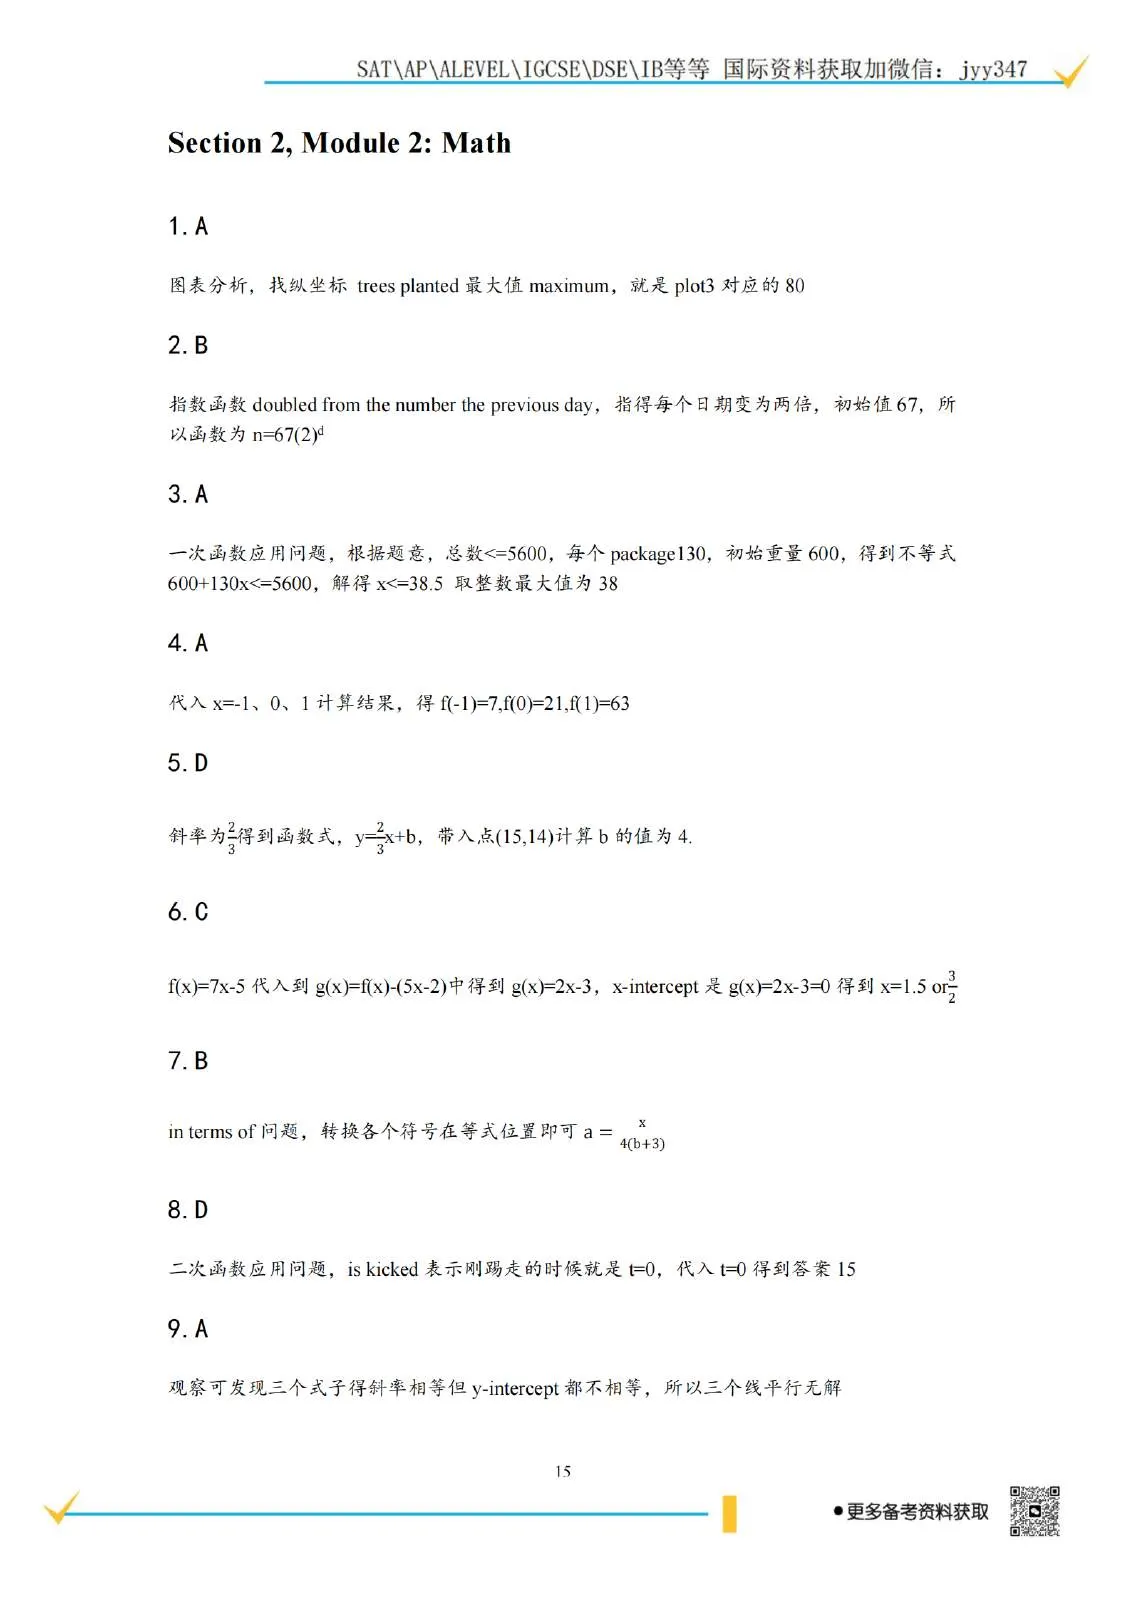 SAT\AP\ALEVEL\IGCSE\DSE\IB等等 国际资料获取加微信：jyy347
Section 2, Module 2: Math
1. A
图表分析，找纵坐标 trees planted 最大值 maximum，就是 plot3 对应的 80
2. B
指数函数 doubled from the number the previous day，指得每个日期变为两倍，初始值 67，所
以函数为 n=67(2)ᵈ
3. A
一次函数应用问题，根据题意，总数<=5600，每个 package130，初始重量 600，得到不等式
600+130x<=5600，解得 x<=38.5 取整数最大值为 38
4. A
代入 x=-1、0、1 计算结果，得 f(-1)=7,f(0)=21,f(1)=63
5. D
斜率为2/3得到函数式，y=2/3x+b，带入点(15,14)计算 b 的值为 4.
6. C
f(x)=7x-5 代入到 g(x)=f(x)-(5x-2)中得到 g(x)=2x-3，x-intercept 是 g(x)=2x-3=0 得到 x=1.5 or3/2
7. B
in terms of 问题，转换各个符号在等式位置即可 a = x/4(b+3)
8. D
二次函数应用问题，is kicked 表示刚踢走的时候就是 t=0，代入 t=0 得到答案 15
9. A
观察可发现三个式子得斜率相等但 y-intercept 都不相等，所以三个线平行无解
15
●更多备考资料获取